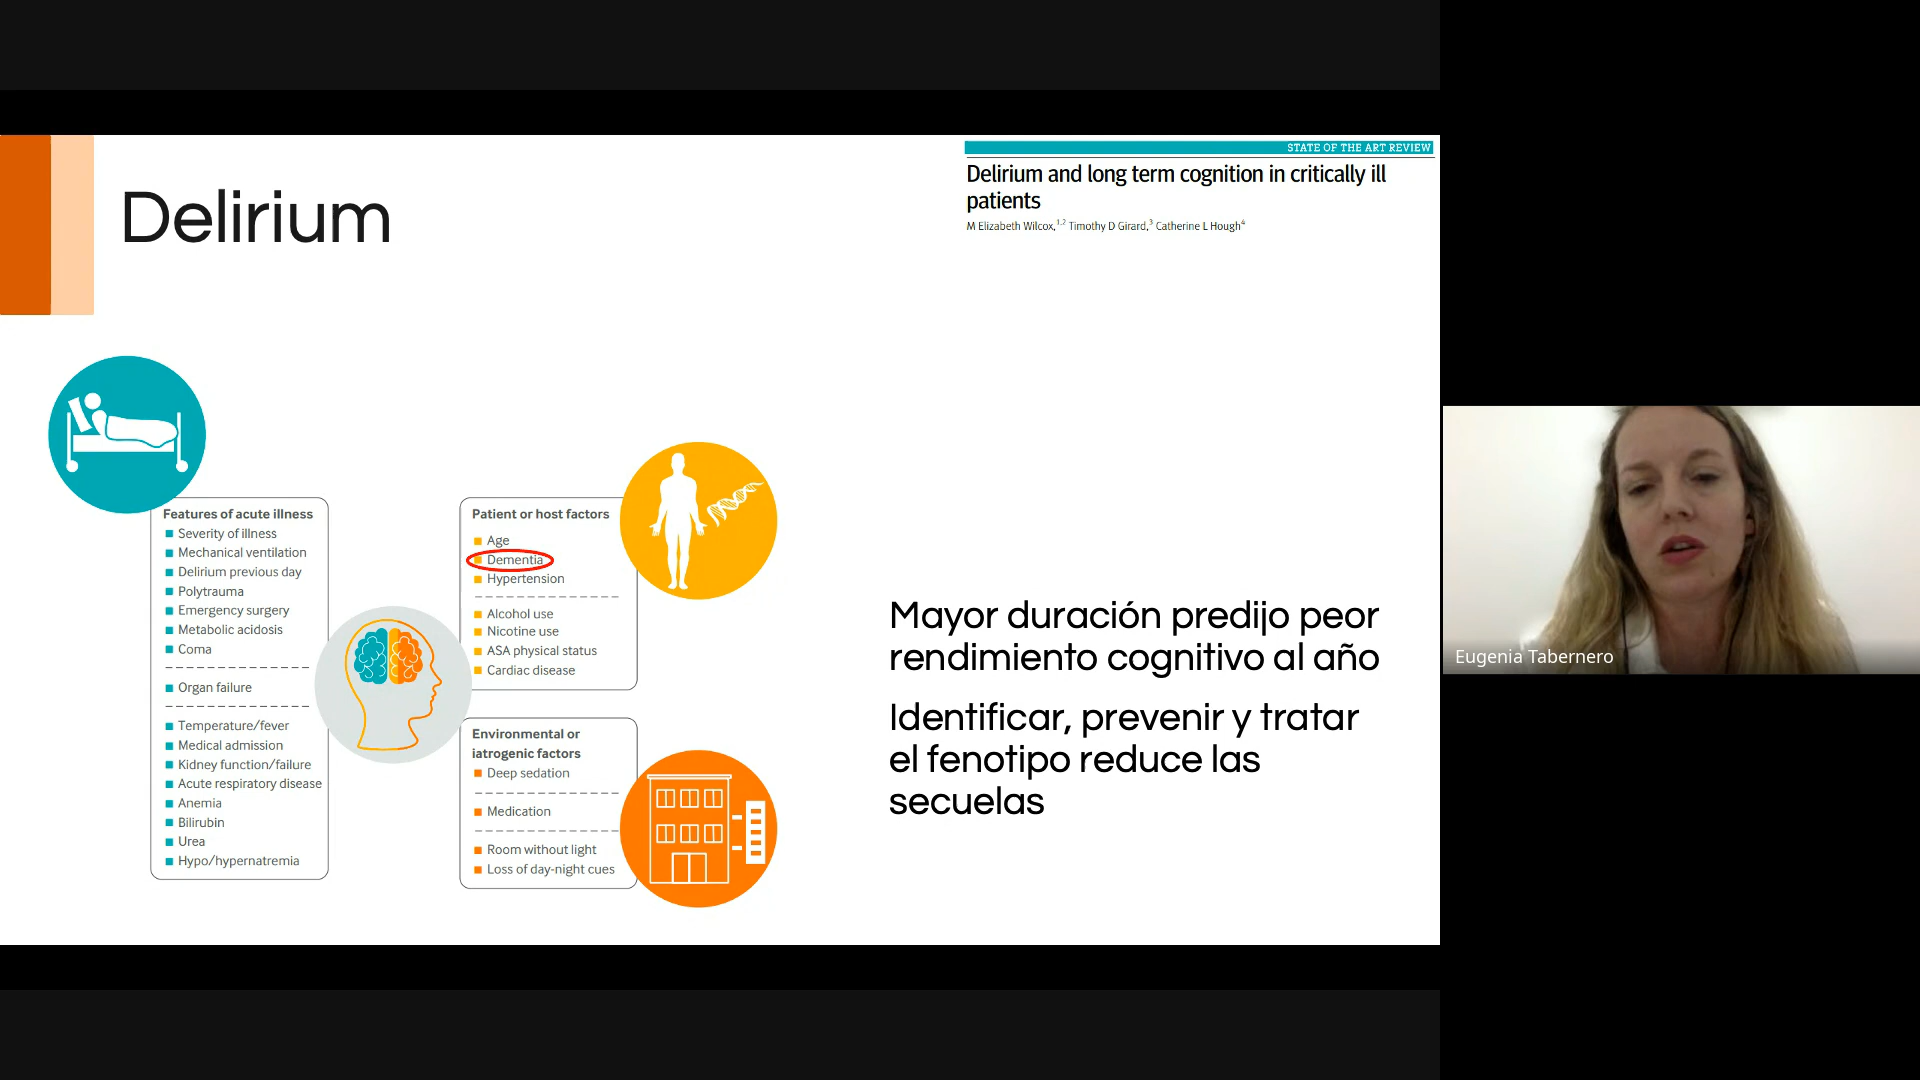 Delirium
STATE OF THE ART REVIEW
Delirium and long term cognition in critically ill
patients
M Elizabeth Wilcox,1,2 Timothy D Girard,3 Catherine L Hough4
Features of acute illness
Severity of illness
Mechanical ventilation
Delirium previous day
Polytrauma
Emergency surgery
Metabolic acidosis
Coma
Organ failure
Temperature/fever
Medical admission
Kidney function/failure
Acute respiratory disease
Anemia
Bilirubin
Urea
Hypo/hypernatremia
Patient or host factors
Age
Dementia
Hypertension
Alcohol use
Nicotine use
ASA physical status
Cardiac disease
Environmental or
iatrogenic factors
Deep sedation
Medication
Room without light
Loss of day-night cues
Mayor duración predijo peor
rendimiento cognitivo al año
Identificar, prevenir y tratar
el fenotipo reduce las
secuelas
Eugenia Tabernero